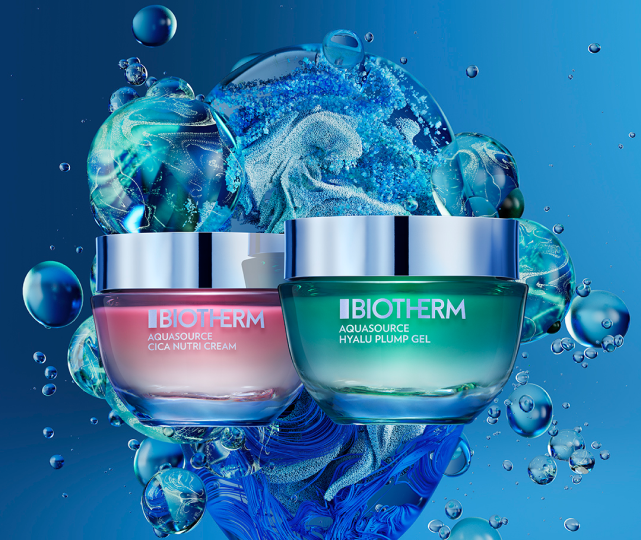 BIOTHERM
AQUASOURCE
CICA NUTRI CREAM
BIOTHERM
AQUASOURCE
HYALU PLUMP GEL